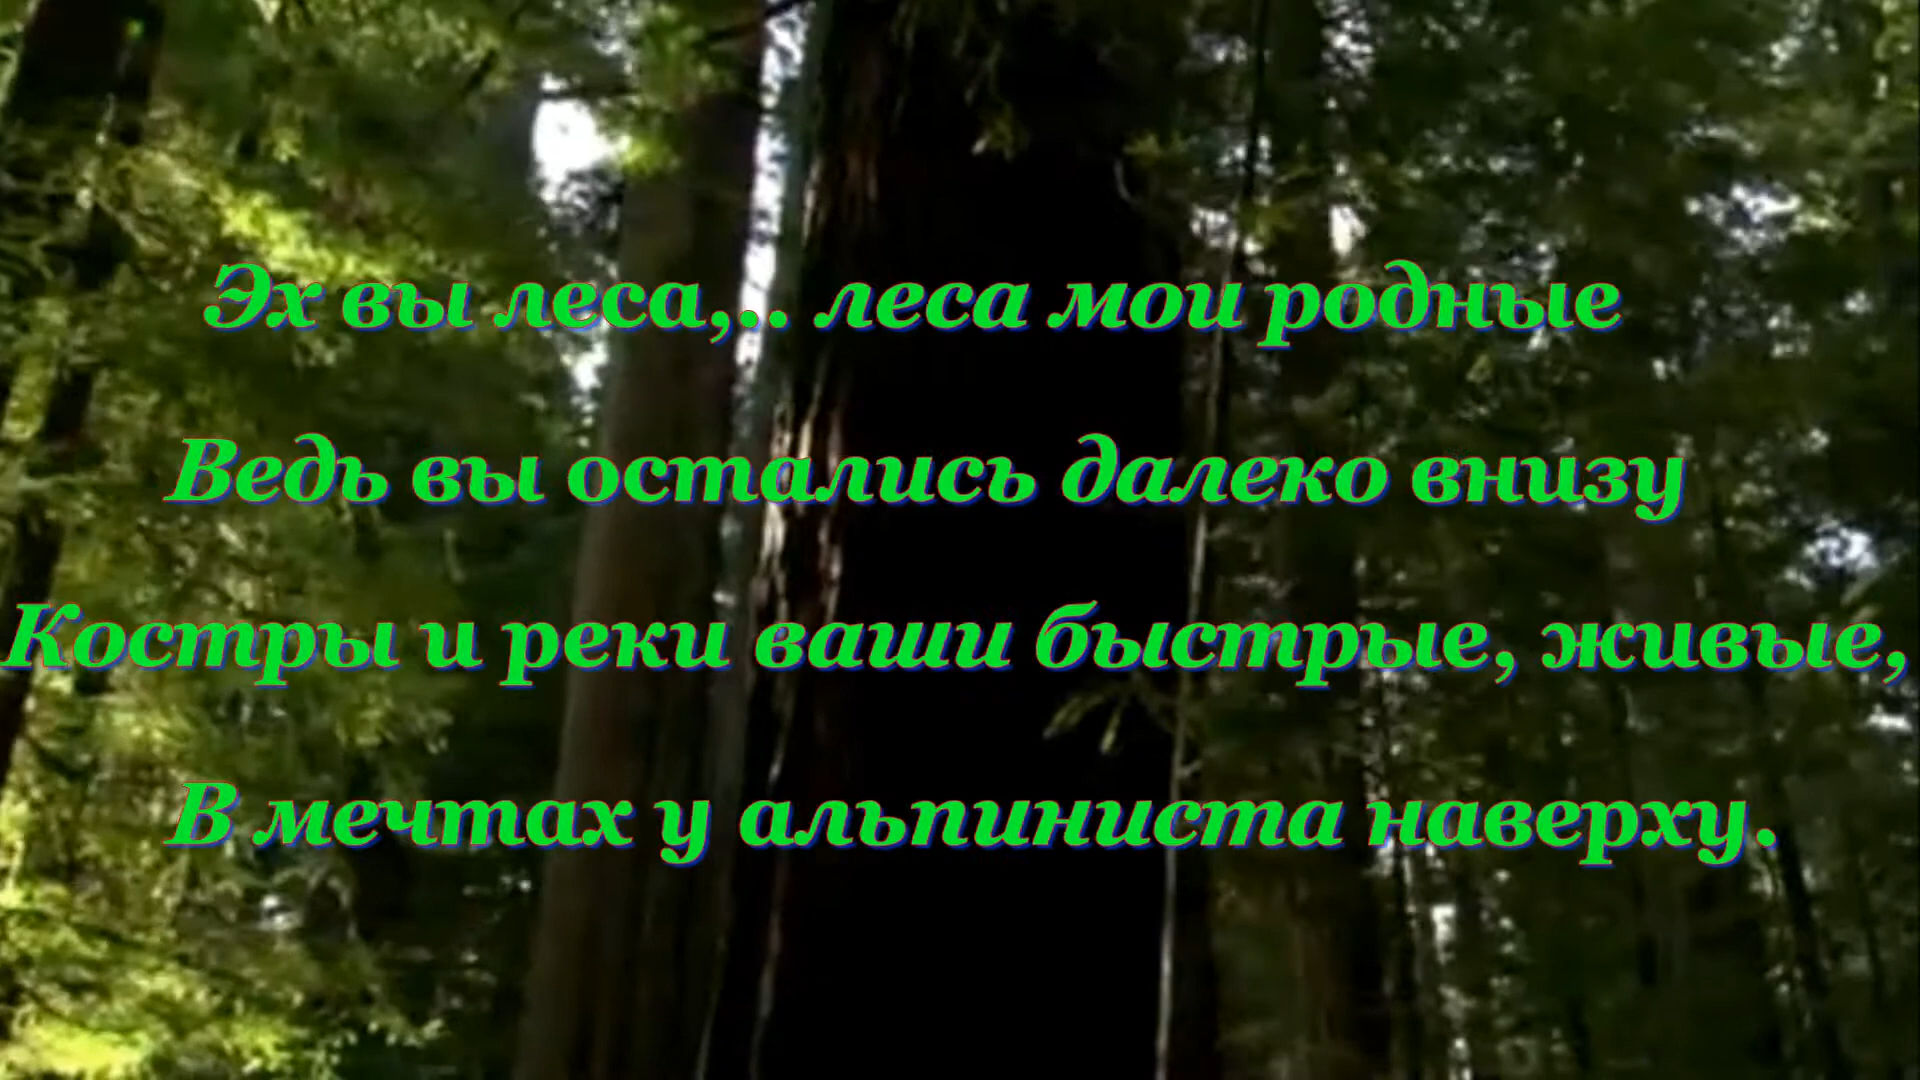 Эх вы леса,.. леса мои родные
Ведь вы остались далеко внизу
Костры и реки ваши быстрые, живые,
В мечтах у альпиниста наверху.